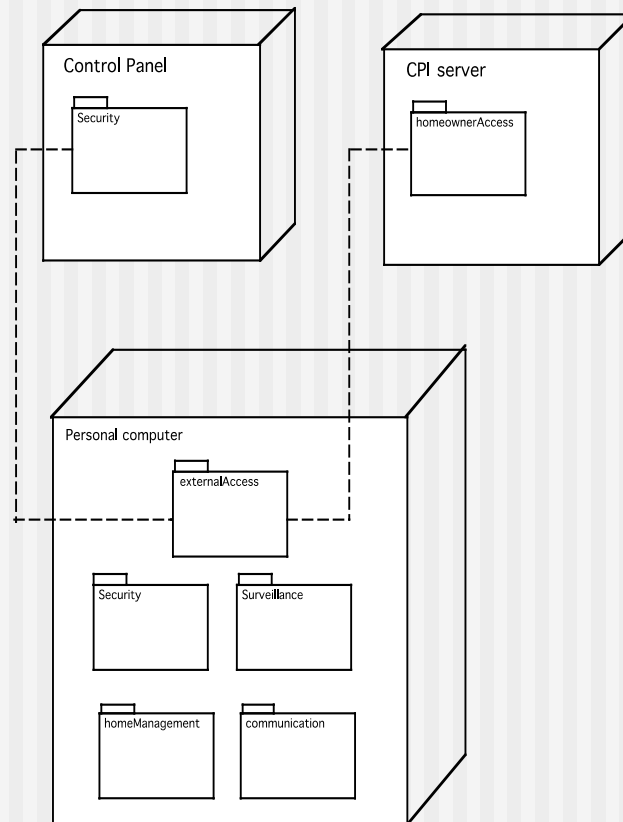 Control Panel
Security
CPI server
homeownerAccess
Personal computer
externalAccess
Security
Surveillance
homeManagement
communication